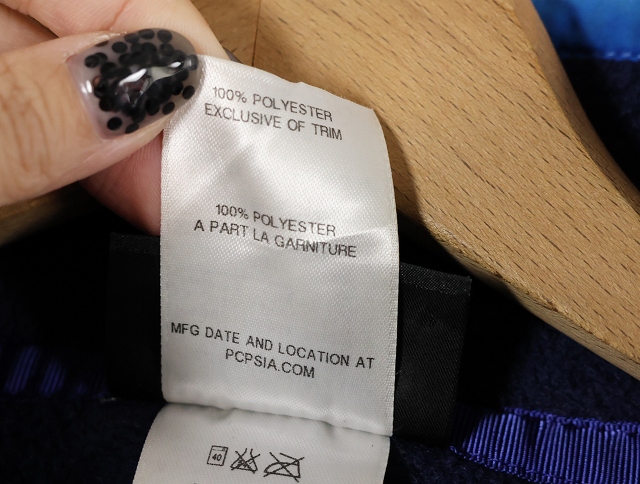 100% POLYESTER
EXCLUSIVE OF TRIM
100% POLYESTER
A PART LA GARNITURE
MFG DATE AND LOCATION AT
PCPSIA.COM
40